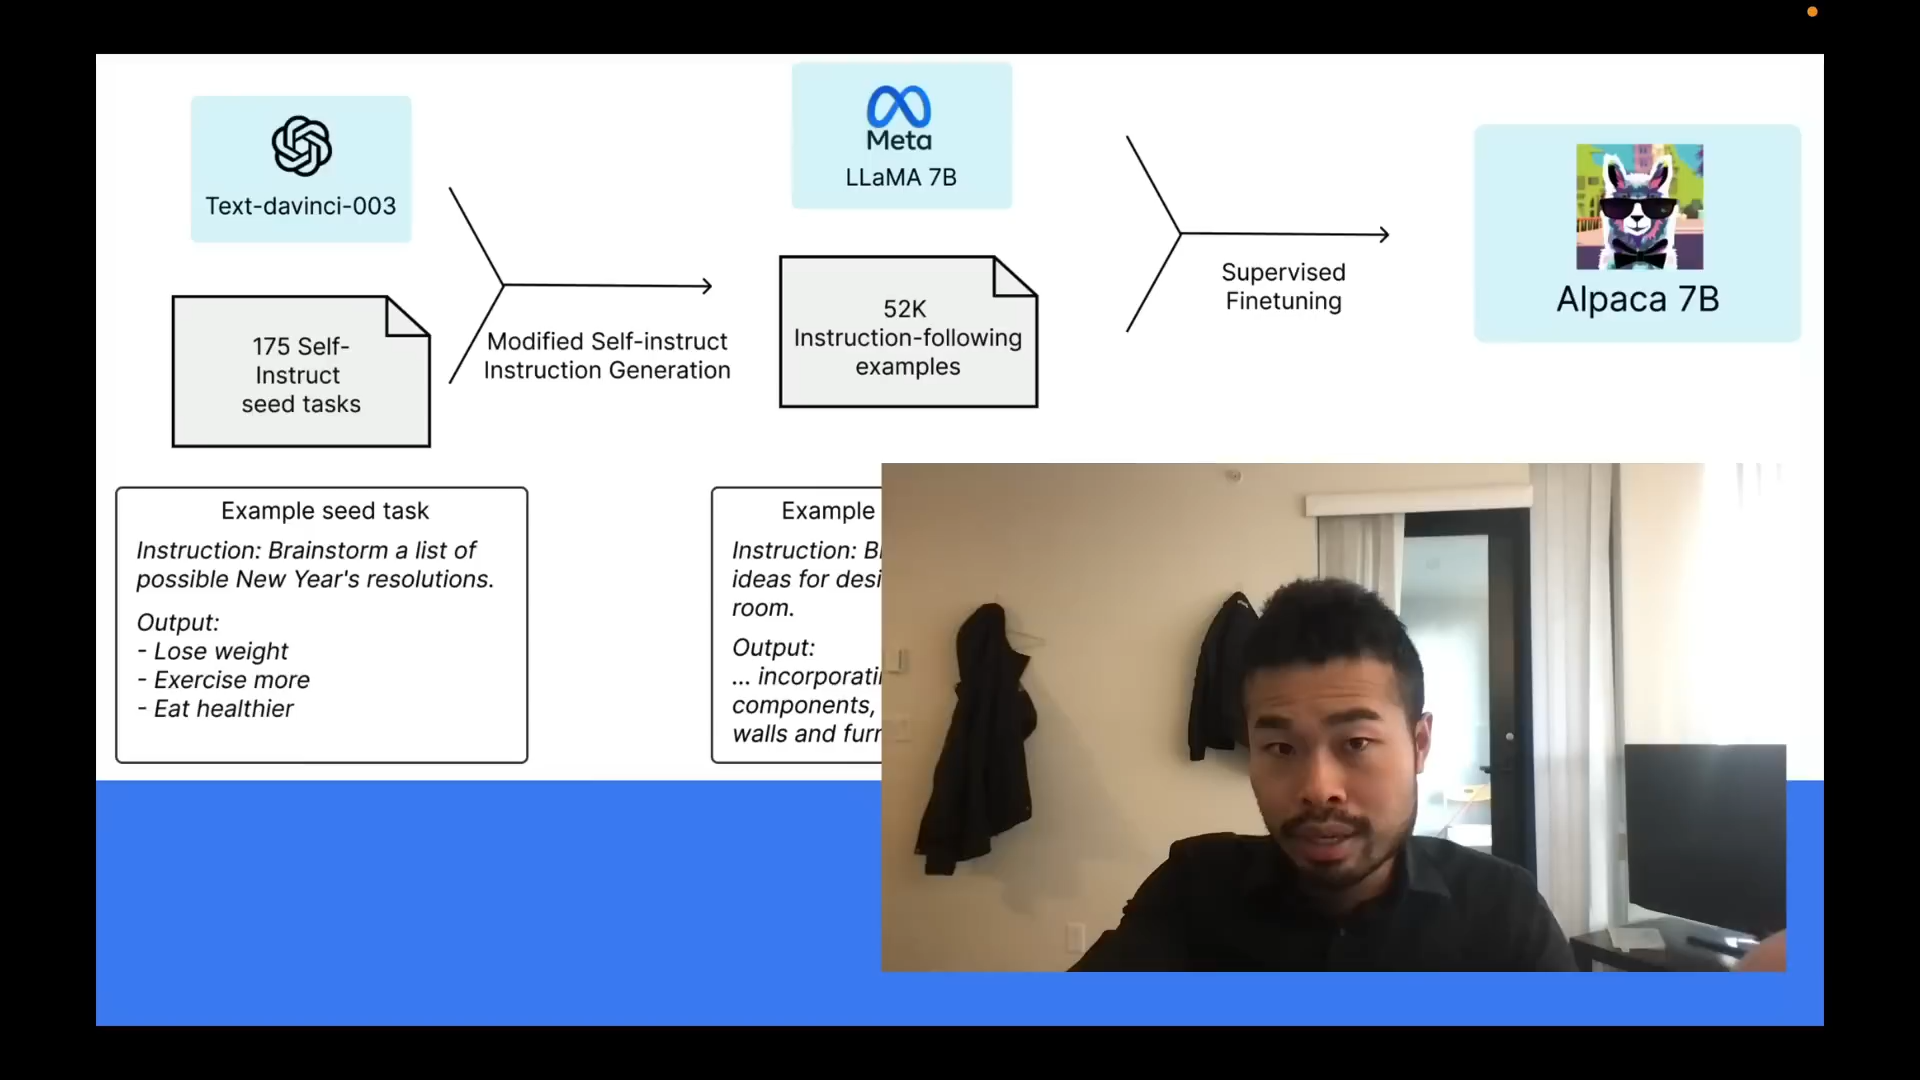 Text-davinci-003
175 Self-
Instruct
seed tasks
Modified Self-instruct
Instruction Generation
Meta
LLaMA 7B
52K
Instruction-following
examples
Supervised
Finetuning
Alpaca 7B
Example seed task
Instruction: Brainstorm a list of
possible New Year's resolutions.
Output:
- Lose weight
- Exercise more
- Eat healthier
Example
Instruction:
ideas for
room.
Output:
...
components,
walls and